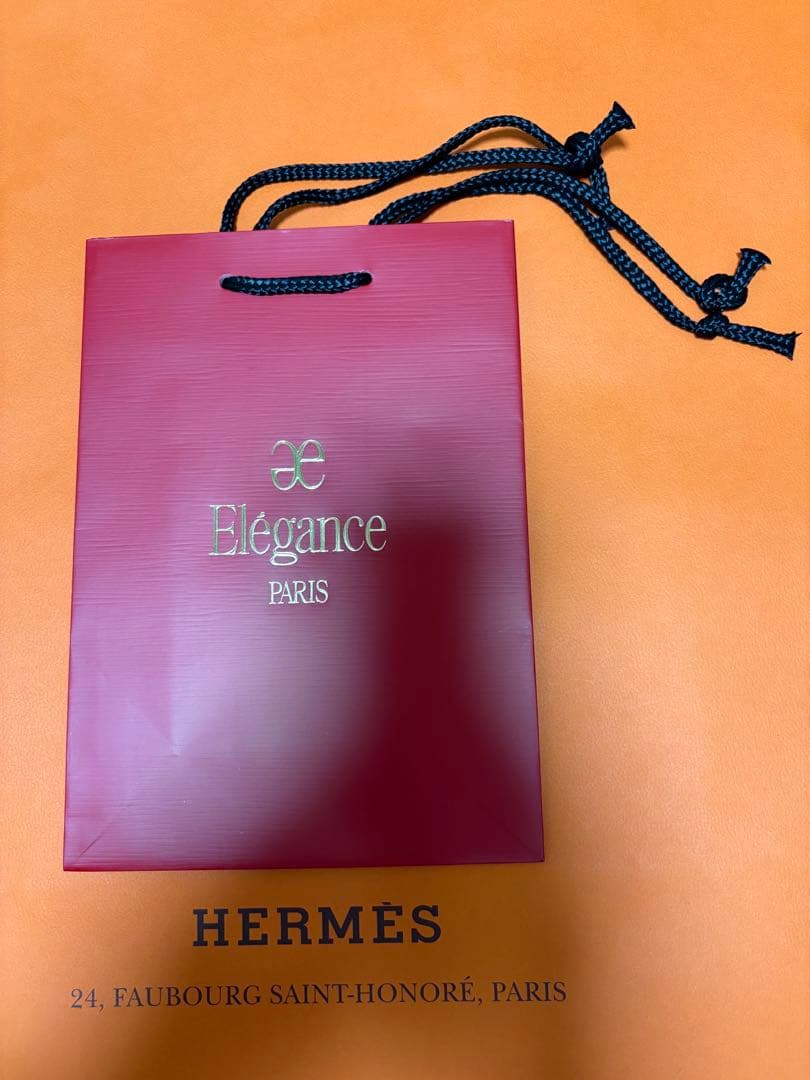 Elégance
PARIS
HERMÈS
24, FAUBOURG SAINT-HONORÉ, PARIS